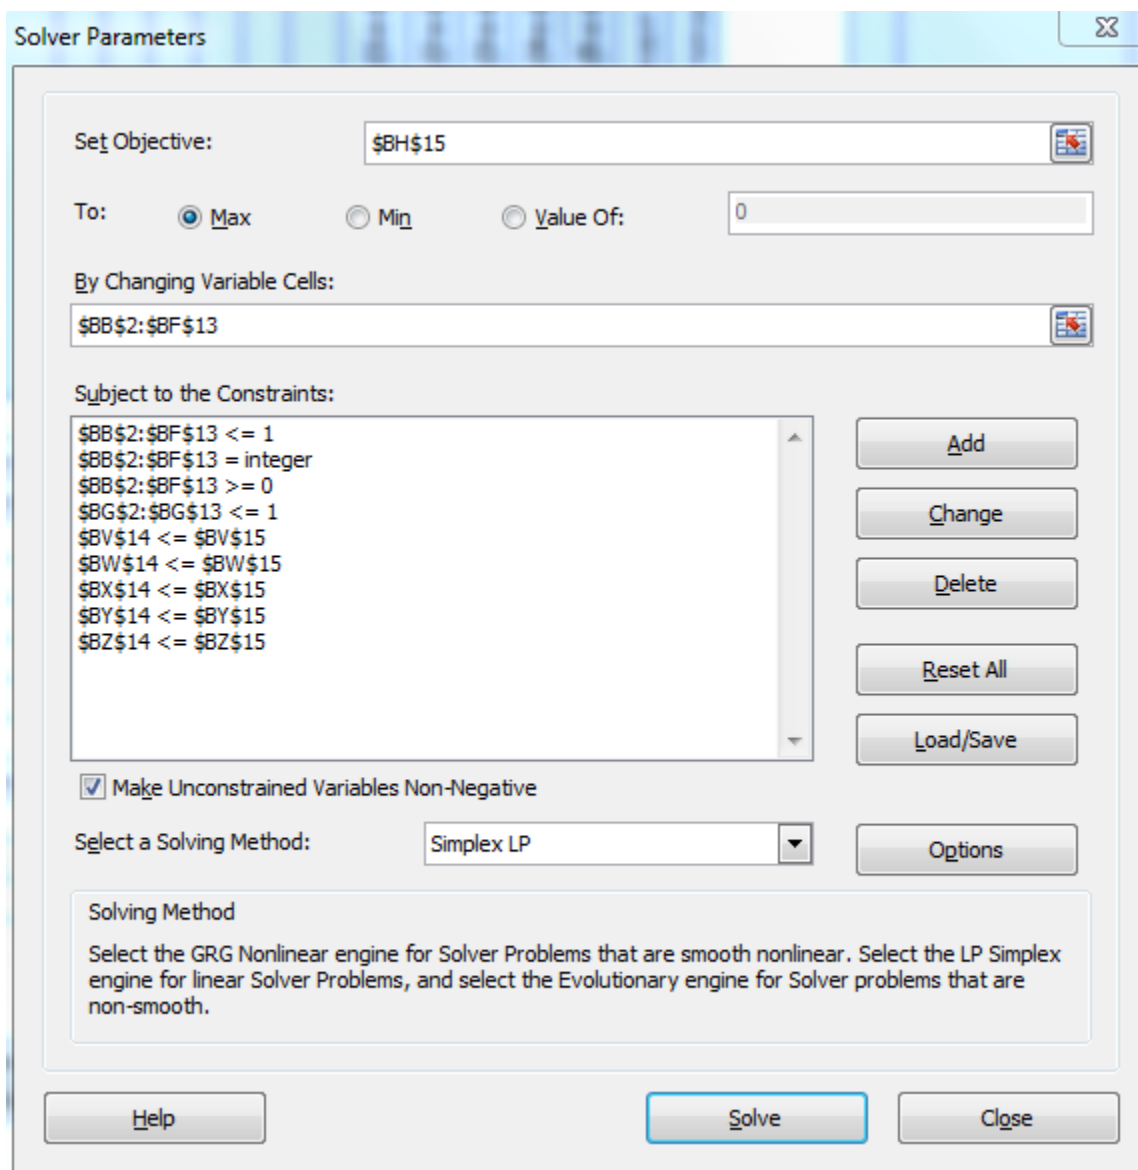 Solver Parameters
Set Objective: $BH$15
To: Max Min Value Of: 0
By Changing Variable Cells:
$BB$2:$BF$13
Subject to the Constraints:
$BB$2:$BF$13 <= 1
$BB$2:$BF$13 = integer
$BB$2:$BF$13 >= 0
$BG$2:$BG$13 <= 1
$BV$14 <= $BV$15
$BW$14 <= $BW$15
$BX$14 <= $BX$15
$BY$14 <= $BY$15
$BZ$14 <= $BZ$15
Add
Change
Delete
Reset All
Load/Save
Make Unconstrained Variables Non-Negative
Select a Solving Method: Simplex LP Options
Solving Method
Select the GRG Nonlinear engine for Solver Problems that are smooth nonlinear. Select the LP Simplex
engine for linear Solver Problems, and select the Evolutionary engine for Solver problems that are
non-smooth.
Help Solve Close